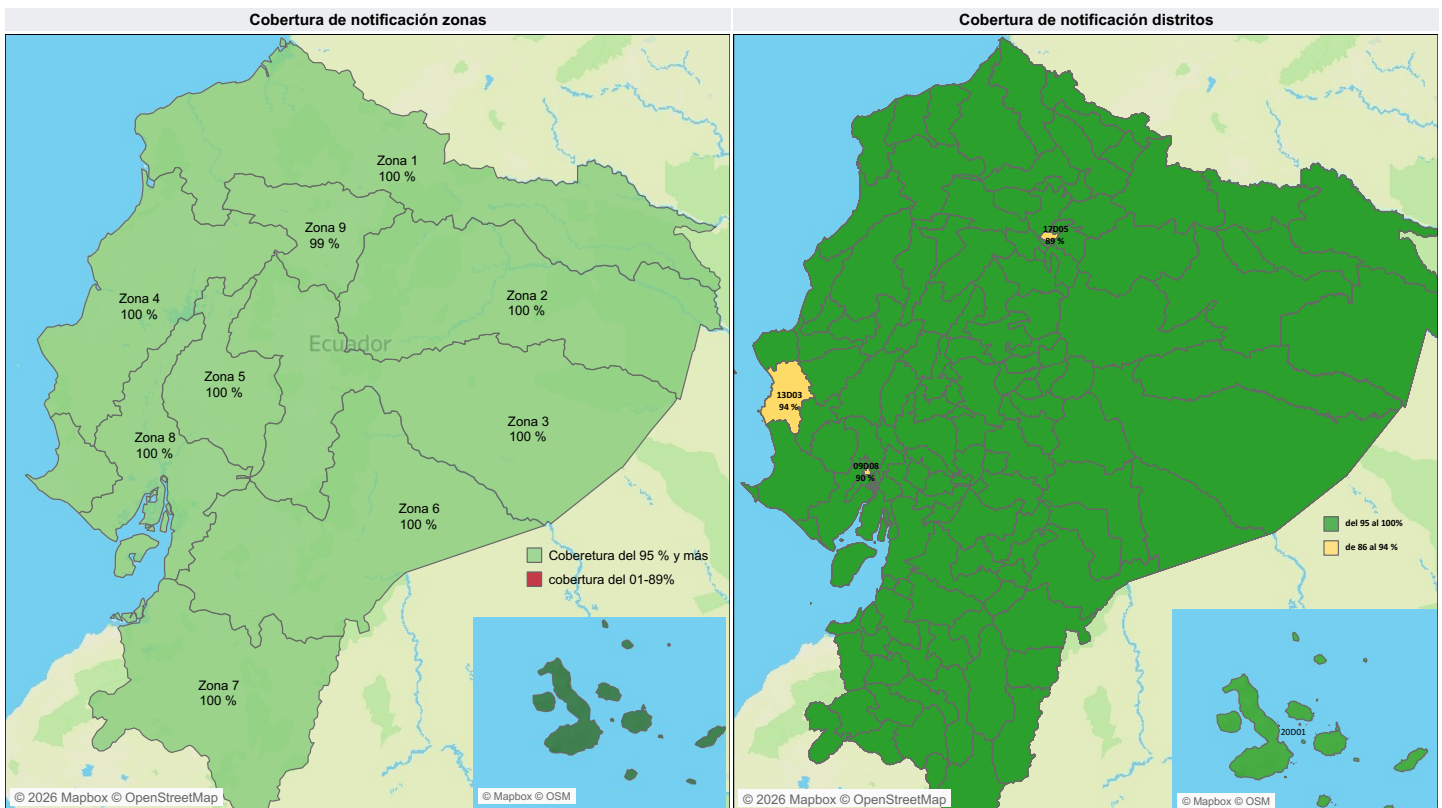 Cobertura de notificación zonas
Zona 1
100 %
Zona 9
99 %
Zona 4
100 %
Zona 2
100 %
Ecuador
Zona 5
100 %
Zona 3
100 %
Zona 8
100 %
Zona 6
100 %
Coberetura del 95 % y más
cobertura del 01-89%
Zona 7
100 %
© 2026 Mapbox © OpenStreetMap
© Mapbox © OSM
Cobertura de notificación distritos
17D05
89 %
13D03
94 %
09D08
90 %
del 95 al 100%
de 86 al 94 %
20D01
© 2026 Mapbox © OpenStreetMap
© Mapbox © OSM